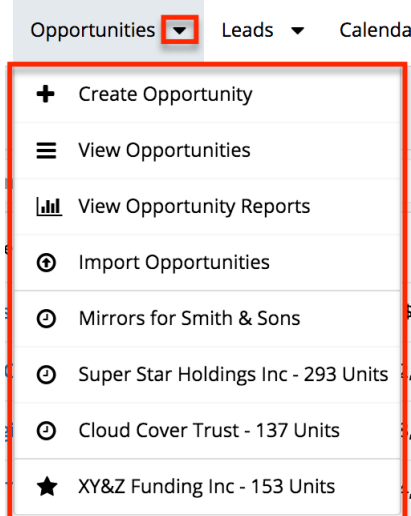 Opportunities Leads Calenda
Create Opportunity
View Opportunities
View Opportunity Reports
Import Opportunities
Mirrors for Smith & Sons
Super Star Holdings Inc - 293 Units
Cloud Cover Trust - 137 Units
XY&Z Funding Inc - 153 Units